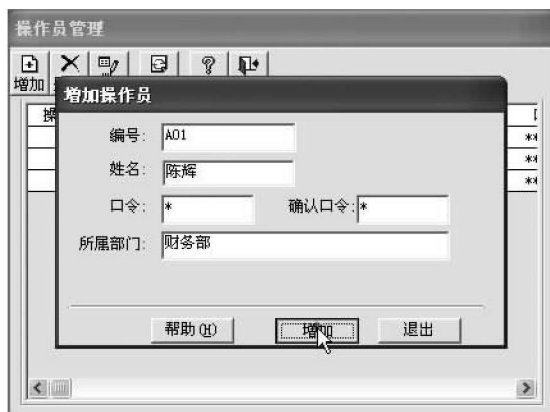 操作员管理
增加
增加操作员
操
编号: A01
姓名: 陈辉
口令: * 确认口令: *
所属部门: 财务部
**
**
**
帮助(H) 增加 退出